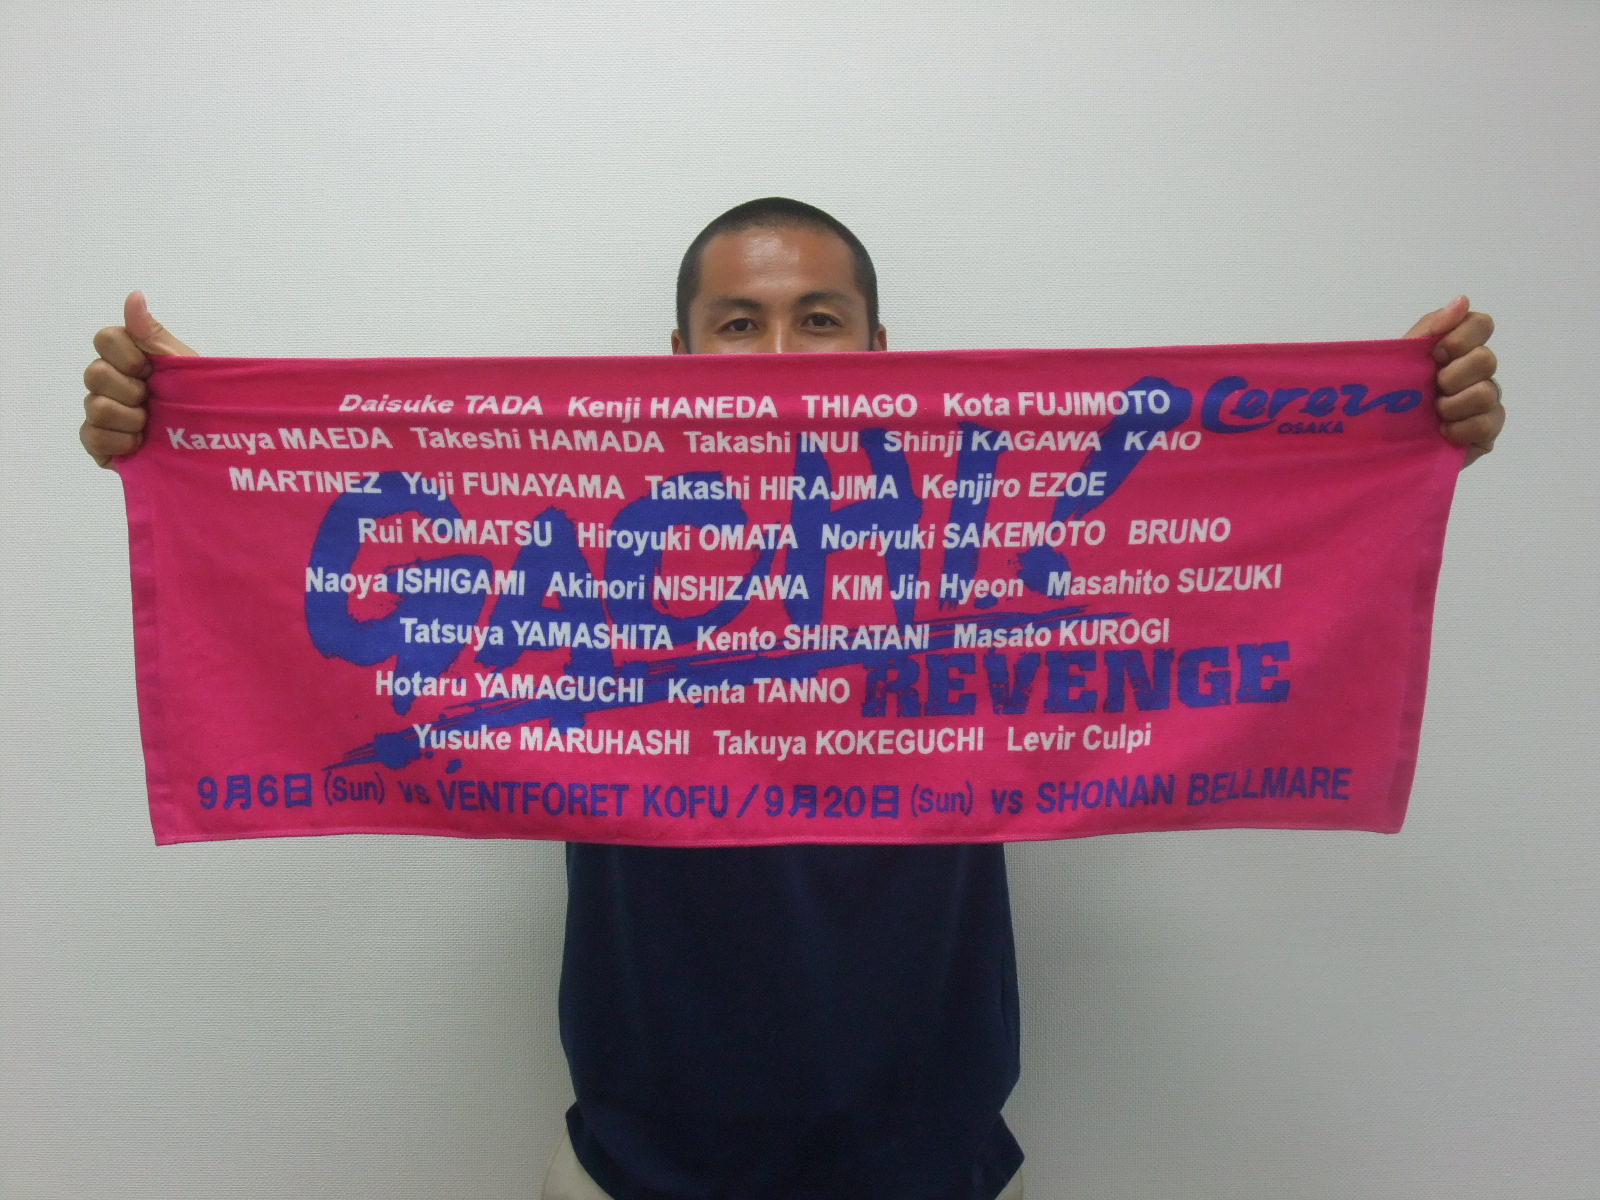 Daisuke TADA Kenji HANEDA THIAGO Kota FUJIMOTO
Cerezo
OSAKA
Kazuya MAEDA Takeshi HAMADA Takashi INUI Shinji KAGAWA KAIO
MARTINEZ Yuji FUNAYAMA Takashi HIRAJIMA Kenjiro EZOE
GACHI!
Rui KOMATSU Hiroyuki OMATA Noriyuki SAKEMOTO BRUNO
Naoya ISHIGAMI Akinori NISHIZAWA KIM Jin Hyeon Masahito SUZUKI
Tatsuya YAMASHITA Kento SHIRATANI Masato KUROGI
REVENGE
Hotaru YAMAGUCHI Kenta TANNO
Yusuke MARUHASHI Takuya KOKEGUCHI Levir Culpi
9月6日(Sun) vs VENTFORET KOFU / 9月20日(Sun) vs SHONAN BELLMARE